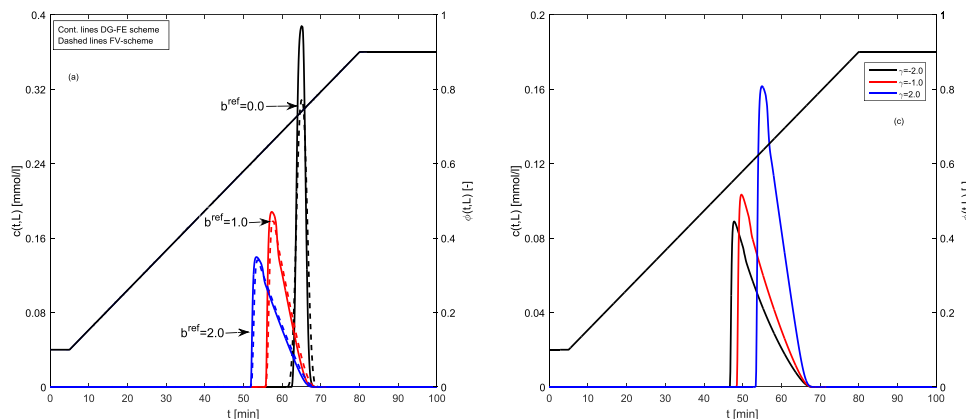 Cont. lines DG-FE scheme
Dashed lines FV-scheme
(a)
b^ref=0.0
b^ref=1.0
b^ref=2.0
0.4
0.32
0.24
0.16
0.08
0
c(t,L) [mmol/l]
1
0.8
0.6
0.4
0.2
0
ϕ(t,L) [-]
0 10 20 30 40 50 60 70 80 90 100
t [min]
γ=-2.0
γ=-1.0
γ=2.0
(c)
0.2
0.16
0.12
0.08
0.04
0
c(t,L) [mmol/l]
1
0.8
0.6
0.4
0.2
0
ϕ(t,L) [-]
0 10 20 30 40 50 60 70 80 90 100
t [min]